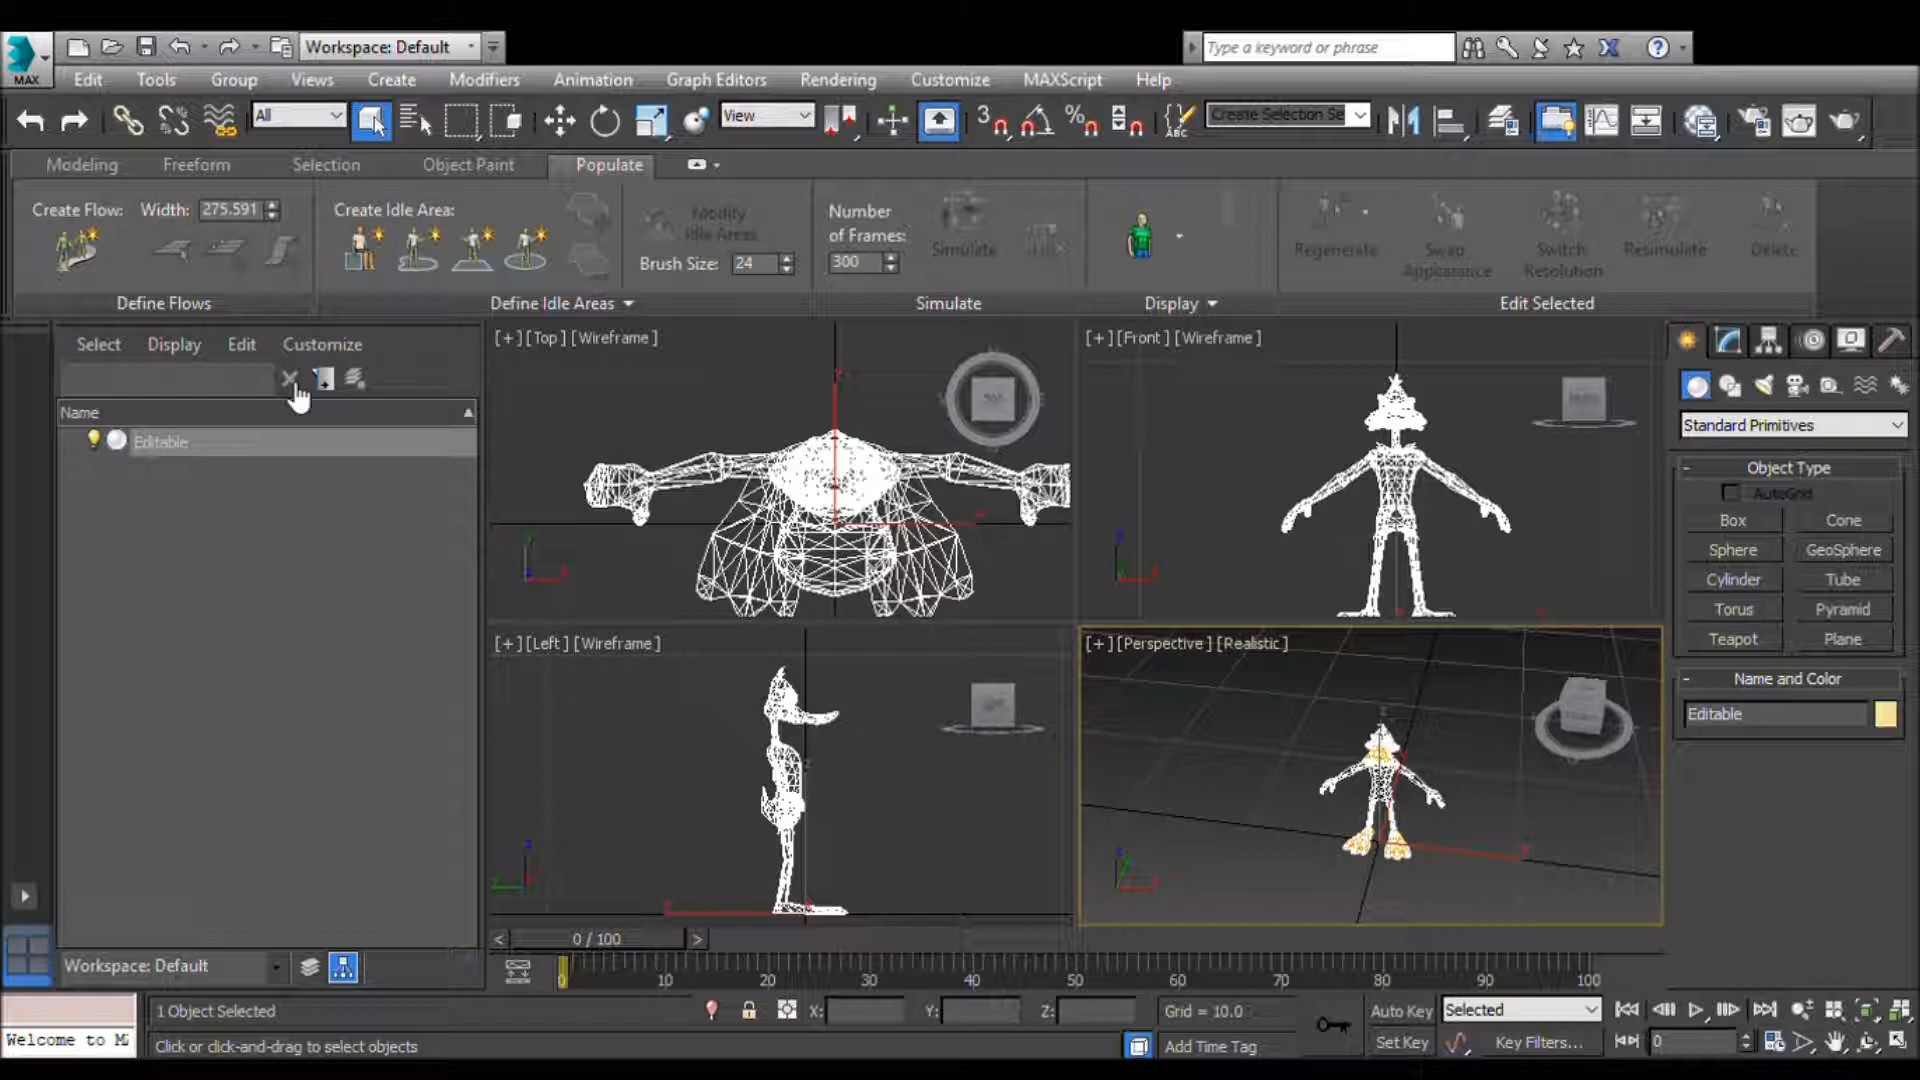 Workspace: Default
Type a keyword or phrase
MAX
Edit Tools Group Views Create Modifiers Animation Graph Editors Rendering Customize MAXScript Help
All
View
3
%
ABC
Create Selection Se
Modeling Freeform Selection Object Paint Populate
Create Flow: Width: 275.591
Create Idle Area:
Modify
Idle Areas
Brush Size: 24
Number
of Frames:
300
Simulate
Regenerate
Swap
Appearance
Switch
Resolution
Resimulate
Delete
Define Flows
Define Idle Areas
Simulate
Display
Edit Selected
Select Display Edit Customize
Name
Editable
[+] [Top] [Wireframe]
[+] [Front] [Wireframe]
[+] [Left] [Wireframe]
[+] [Perspective] [Realistic]
Standard Primitives
Object Type
AutoGrid
Box Cone
Sphere GeoSphere
Cylinder Tube
Torus Pyramid
Teapot Plane
Name and Color
Editable
< 0 / 100 >
Workspace: Default
0 10 20 30 40 50 60 70 80 90 100
1 Object Selected
X: Y: Z:
Grid = 10.0
Auto Key
Selected
Welcome to M
Click or click-and-drag to select objects
Add Time Tag
Set Key
Key Filters...
0